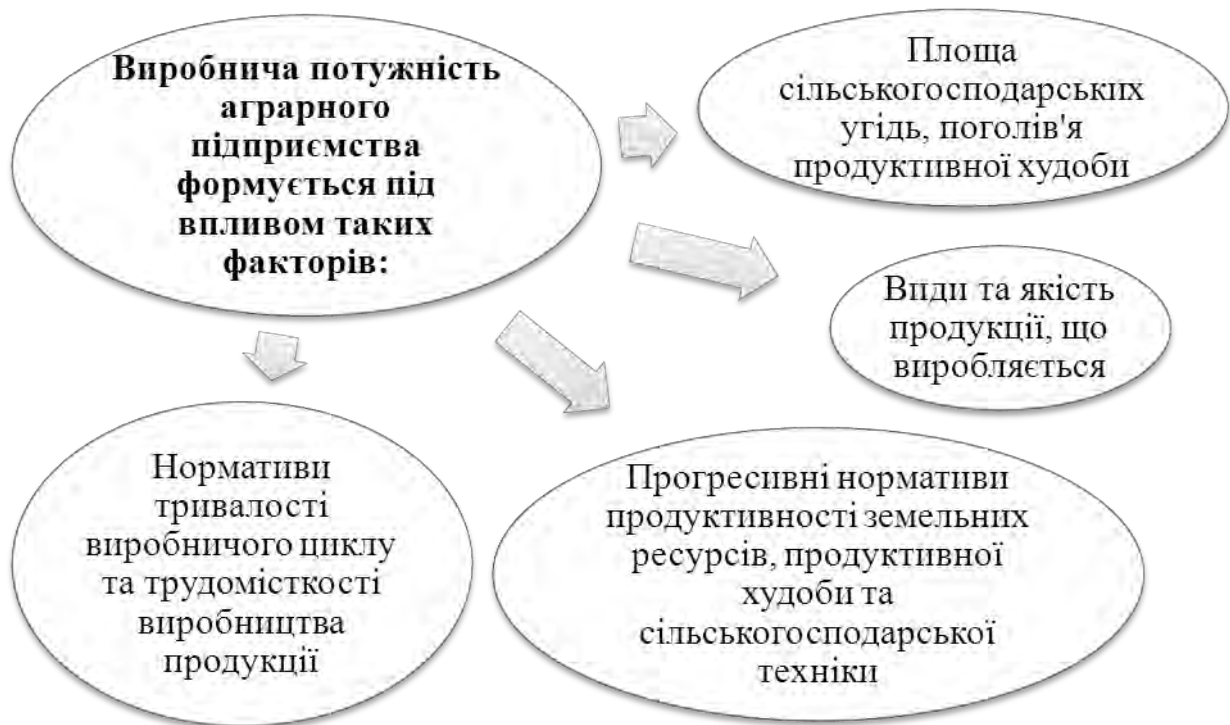 Виробнича потужність
аграрного
підприємства
формується під
впливом таких
факторів:
Площа
сільськогосподарських
угідь, поголів'я
продуктивної худоби
Види та якість
продукції, що
виробляється
Прогресивні нормативи
продуктивності земельних
ресурсів, продуктивної
худоби та
сільськогосподарської
техніки
Нормативи
тривалості
виробничого циклу
та трудомісткості
виробництва
продукції